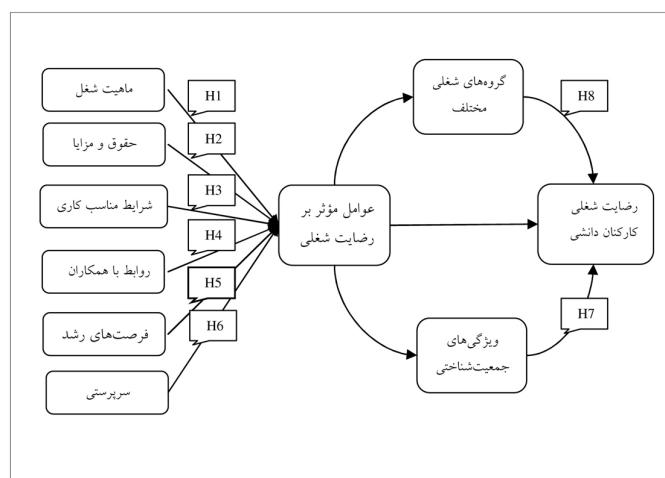 ماهیت شغل
حقوق و مزایا
شرایط مناسب کاری
روابط با همکاران
فرصت‌های رشد
سرپرستی
H1
H2
H3
H4
H5
H6
عوامل مؤثر بر
رضایت شغلی
گروه‌های شغلی
مختلف
ویژگی‌های
جمعیت‌شناختی
H8
H7
رضایت شغلی
کارکنان دانشی